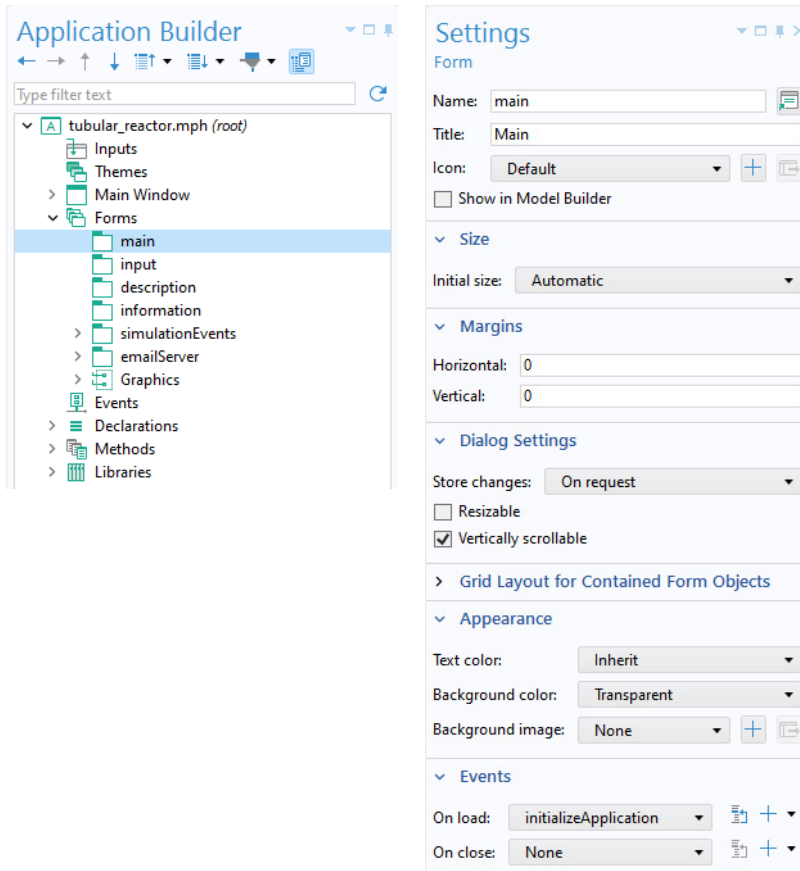 Application Builder
Type filter text
tubular_reactor.mph (root)
Inputs
Themes
Main Window
Forms
main
input
description
information
simulationEvents
emailServer
Graphics
Events
Declarations
Methods
Libraries
Settings
Form
Name: main
Title: Main
Icon: Default
Show in Model Builder
Size
Initial size: Automatic
Margins
Horizontal: 0
Vertical: 0
Dialog Settings
Store changes: On request
Resizable
Vertically scrollable
Grid Layout for Contained Form Objects
Appearance
Text color: Inherit
Background color: Transparent
Background image: None
Events
On load: initializeApplication
On close: None